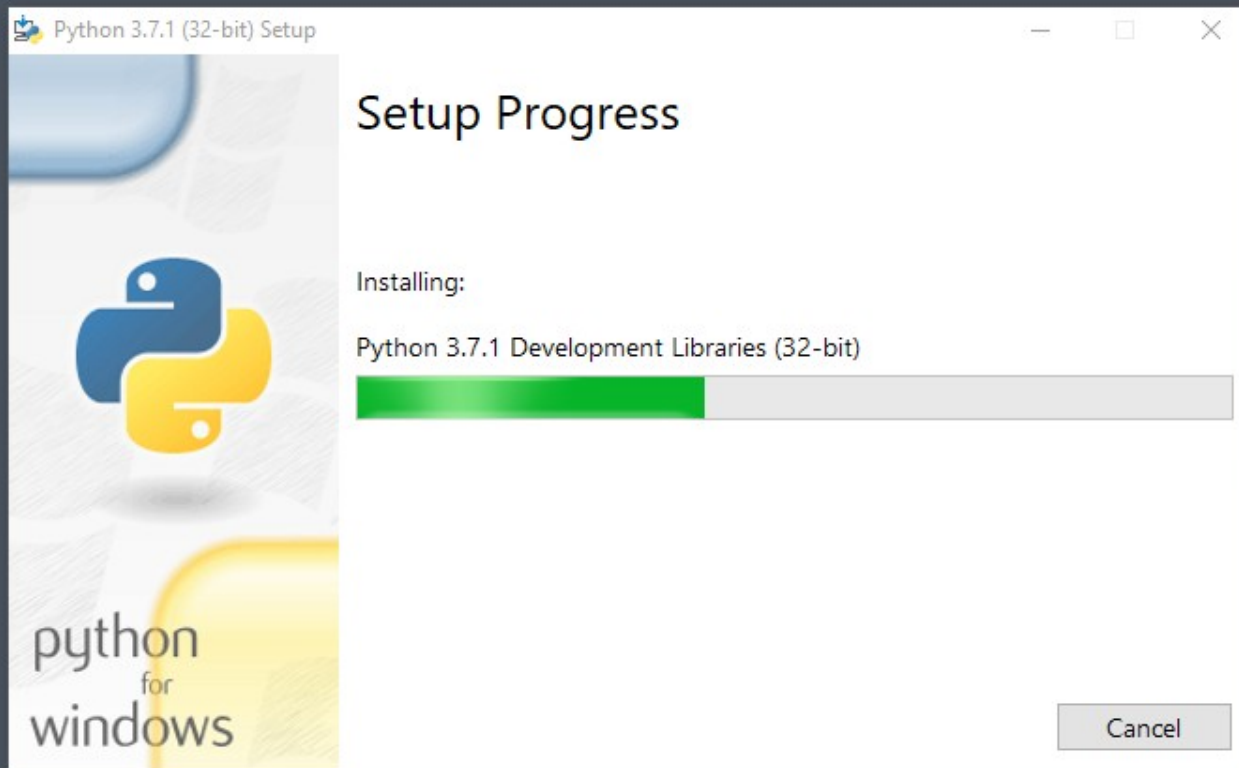 Python 3.7.1 (32-bit) Setup
Setup Progress
Installing:
Python 3.7.1 Development Libraries (32-bit)
python
for
windows
Cancel